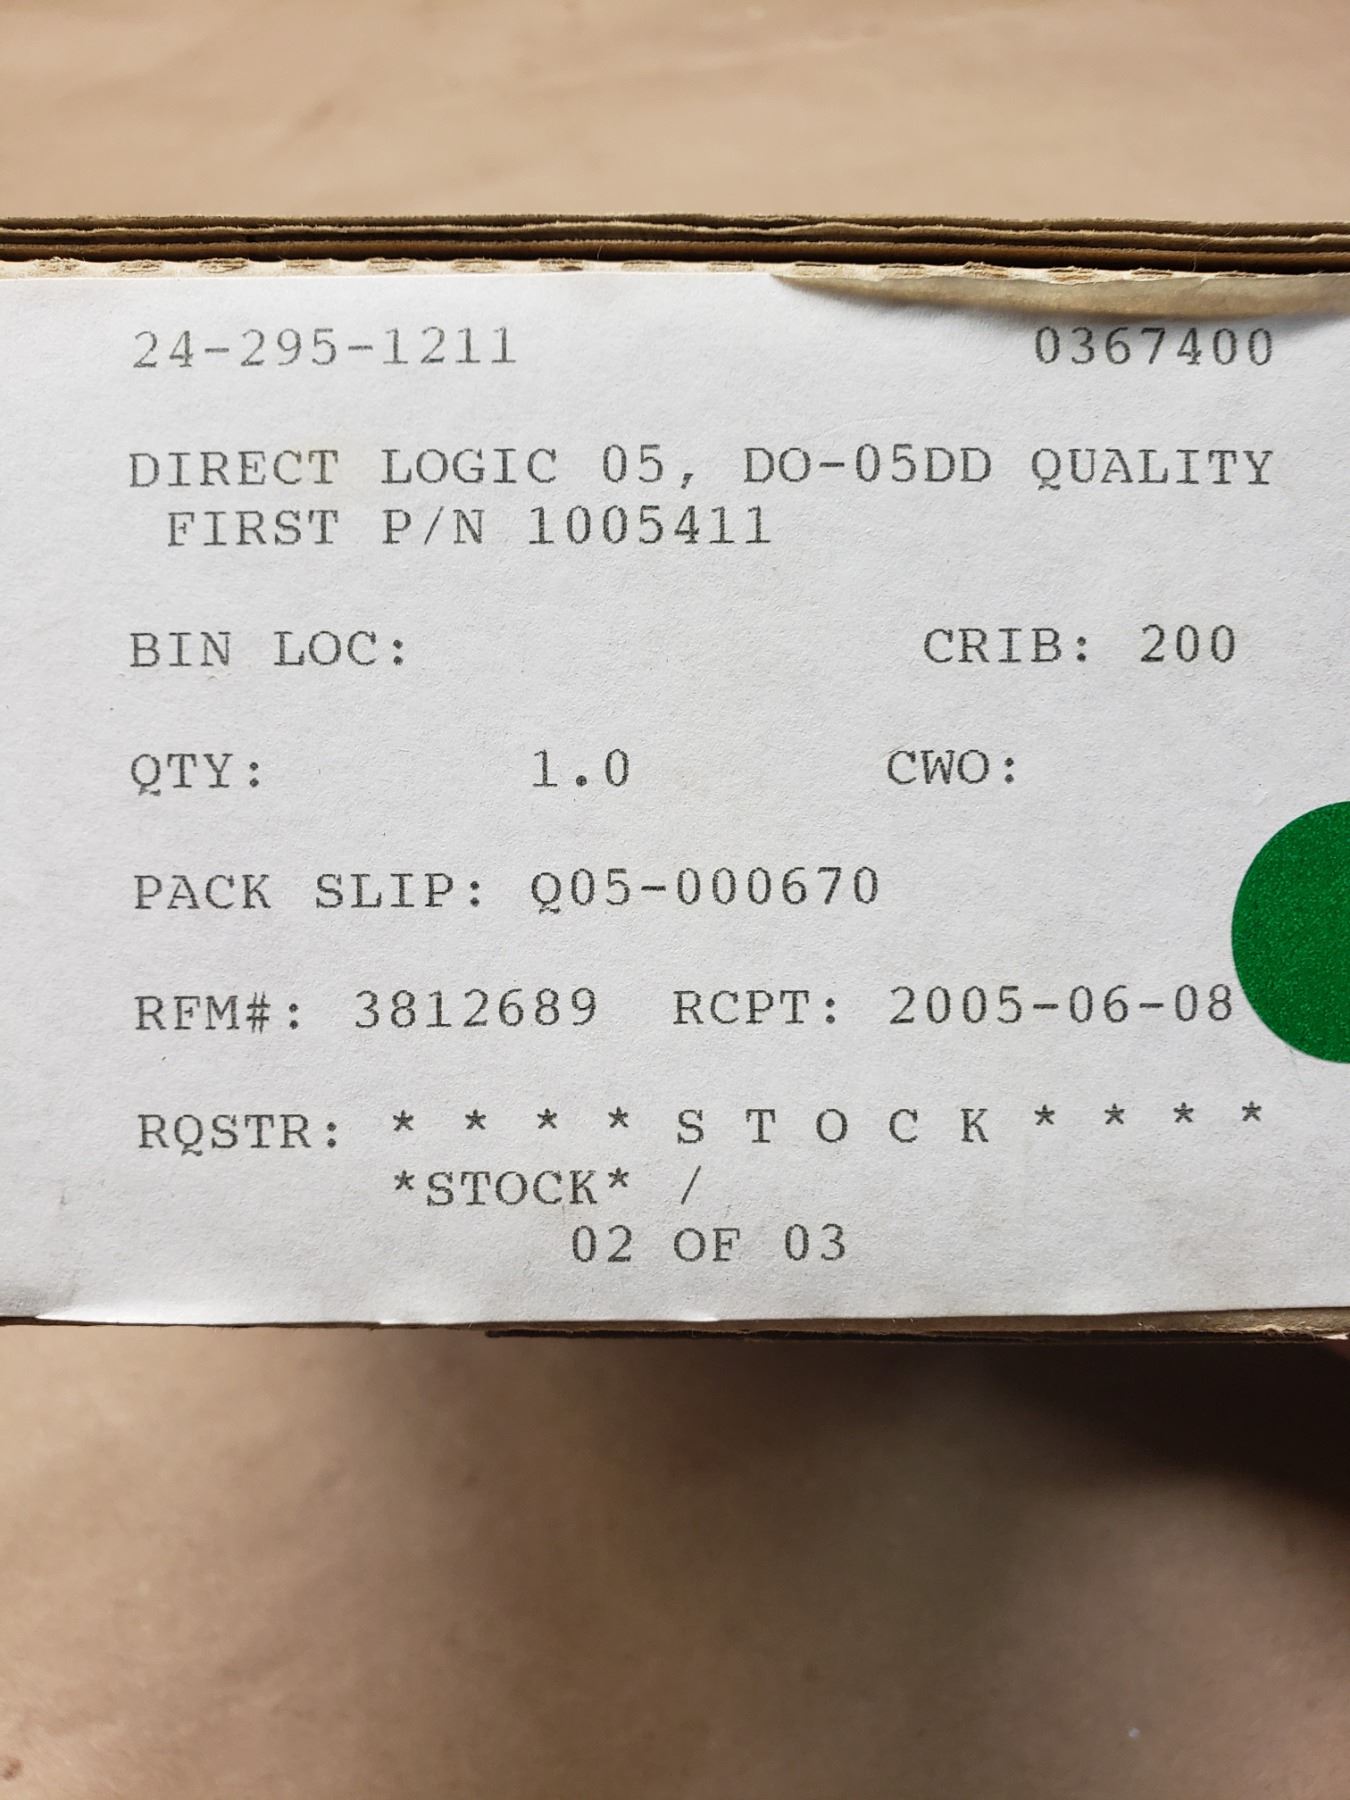 24-295-1211 0367400
DIRECT LOGIC 05, DO-05DD QUALITY
FIRST P/N 1005411
BIN LOC: CRIB: 200
QTY: 1.0 CWO:
PACK SLIP: Q05-000670
RFM#: 3812689 RCPT: 2005-06-08
RQSTR: * * * * S T O C K * * * *
*STOCK* /
02 OF 03